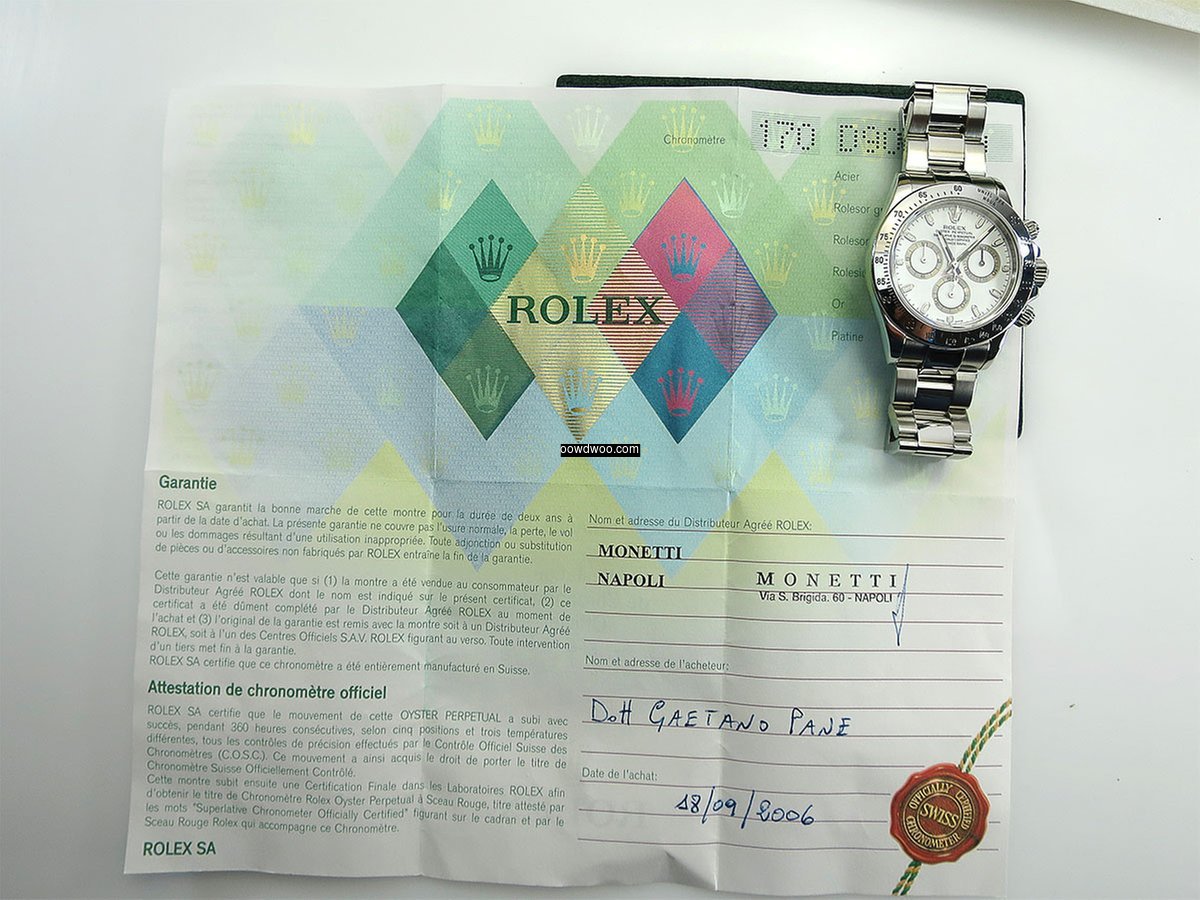 Chronomètre
170 D90
Acier
Rolesor
Rolesor
Or
Platine
ROLEX
ROLEX
60
65
70
75
80
85
oowdwoo.com
Garantie
ROLEX SA garantit la bonne marche de cette montre pour la durée de deux ans à
partir de la date d'achat. La présente garantie ne couvre pas l'usure normale, la perte, le vol
ou les dommages résultant d'une utilisation inappropriée. Toute adjonction ou substitution
de pièces ou d'accessoires non fabriqués par ROLEX entraîne la fin de la garantie.
Cette garantie n'est valable que si (1) la montre a été vendue au consommateur par le
Distributeur Agréé ROLEX dont le nom est indiqué sur le présent certificat, (2) ce
certificat a été dûment complété par le Distributeur Agréé ROLEX au moment de
l'achat et (3) l'original de la garantie est remis avec la montre soit à un Distributeur Agréé
ROLEX, soit à l'un des Centres Officiels S.A.V. ROLEX figurant au verso. Toute intervention
d'un tiers met fin à la garantie.
ROLEX SA certifie que ce chronomètre a été entièrement manufacturé en Suisse.
Attestation de chronomètre officiel
ROLEX SA certifie que le mouvement de cette OYSTER PERPETUAL a subi avec
succès, pendant 360 heures consécutives, selon cinq positions et trois températures
différentes, tous les contrôles de précision effectués par le Contrôle Officiel Suisse des
Chronomètres (C.O.S.C.). Ce mouvement a ainsi acquis le droit de porter le titre de
Chronomètre Suisse Officiellement Contrôlé.
Cette montre subit ensuite une Certification Finale dans les Laboratoires ROLEX afin
d'obtenir le titre de Chronomètre Rolex Oyster Perpetual à Sceau Rouge, titre attesté par
les mots "Superlative Chronometer Officially Certified" figurant sur le cadran et par le
Sceau Rouge Rolex qui accompagne ce Chronomètre.
ROLEX SA
Nom et adresse du Distributeur Agréé ROLEX:
MONETTI
NAPOLI
MONETTI
Via S. Brigida. 60 - NAPOLI
Nom et adresse de l'acheteur:
Dott GAETANO PANE
Date de l'achat:
18/09/2006
OFFICIALLY CERTIFIED
SWISS
CHRONOMETER